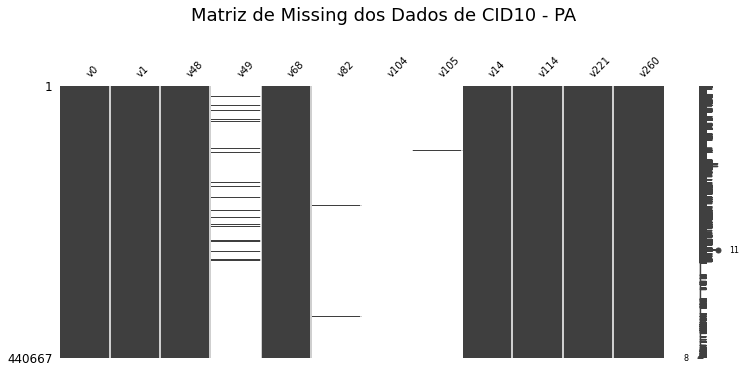 Matriz de Missing dos Dados de CID10 - PA
v0 v1 v48 v49 v68 v82 v104 v105 v14 v114 v221 v260
1
11
440667 8